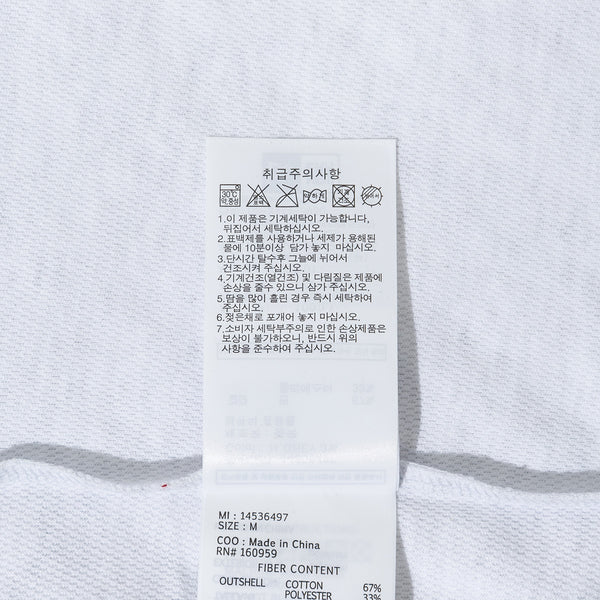 취급주의사항
30℃
약.중성
1.이 제품은 기계세탁이 가능합니다,
뒤집어서 세탁하십시오.
2.표백제를 사용하거나 세제가 용해된
물에 10분이상 담가 놓지 마십시오.
3.단시간 탈수후 그늘에 뉘어서
건조시켜 주십시오.
4.기계건조(열건조) 및 다림질은 제품에
손상을 줄수 있으니 삼가 주십시오.
5.땀을 많이 흘린 경우 즉시 세탁하여
주십시오.
6.젖은채로 포개어 놓지 마십시오.
7.소비자 세탁부주의로 인한 손상제품은
보상이 불가하오니, 반드시 위의
사항을 준수하여 주십시오.
MI : 14536497
SIZE : M
COO : Made in China
RN# 160959
FIBER CONTENT
OUTSHELL COTTON 67%
POLYESTER 33%